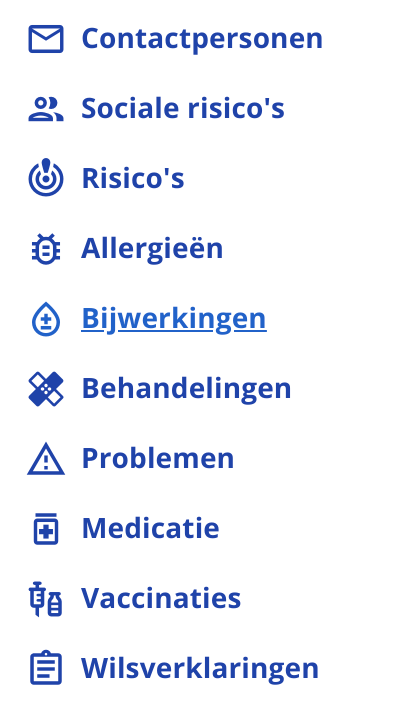 Contactpersonen
Sociale risico's
Risico's
Allergieën
Bijwerkingen
Behandelingen
Problemen
Medicatie
Vaccinaties
Wilsverklaringen